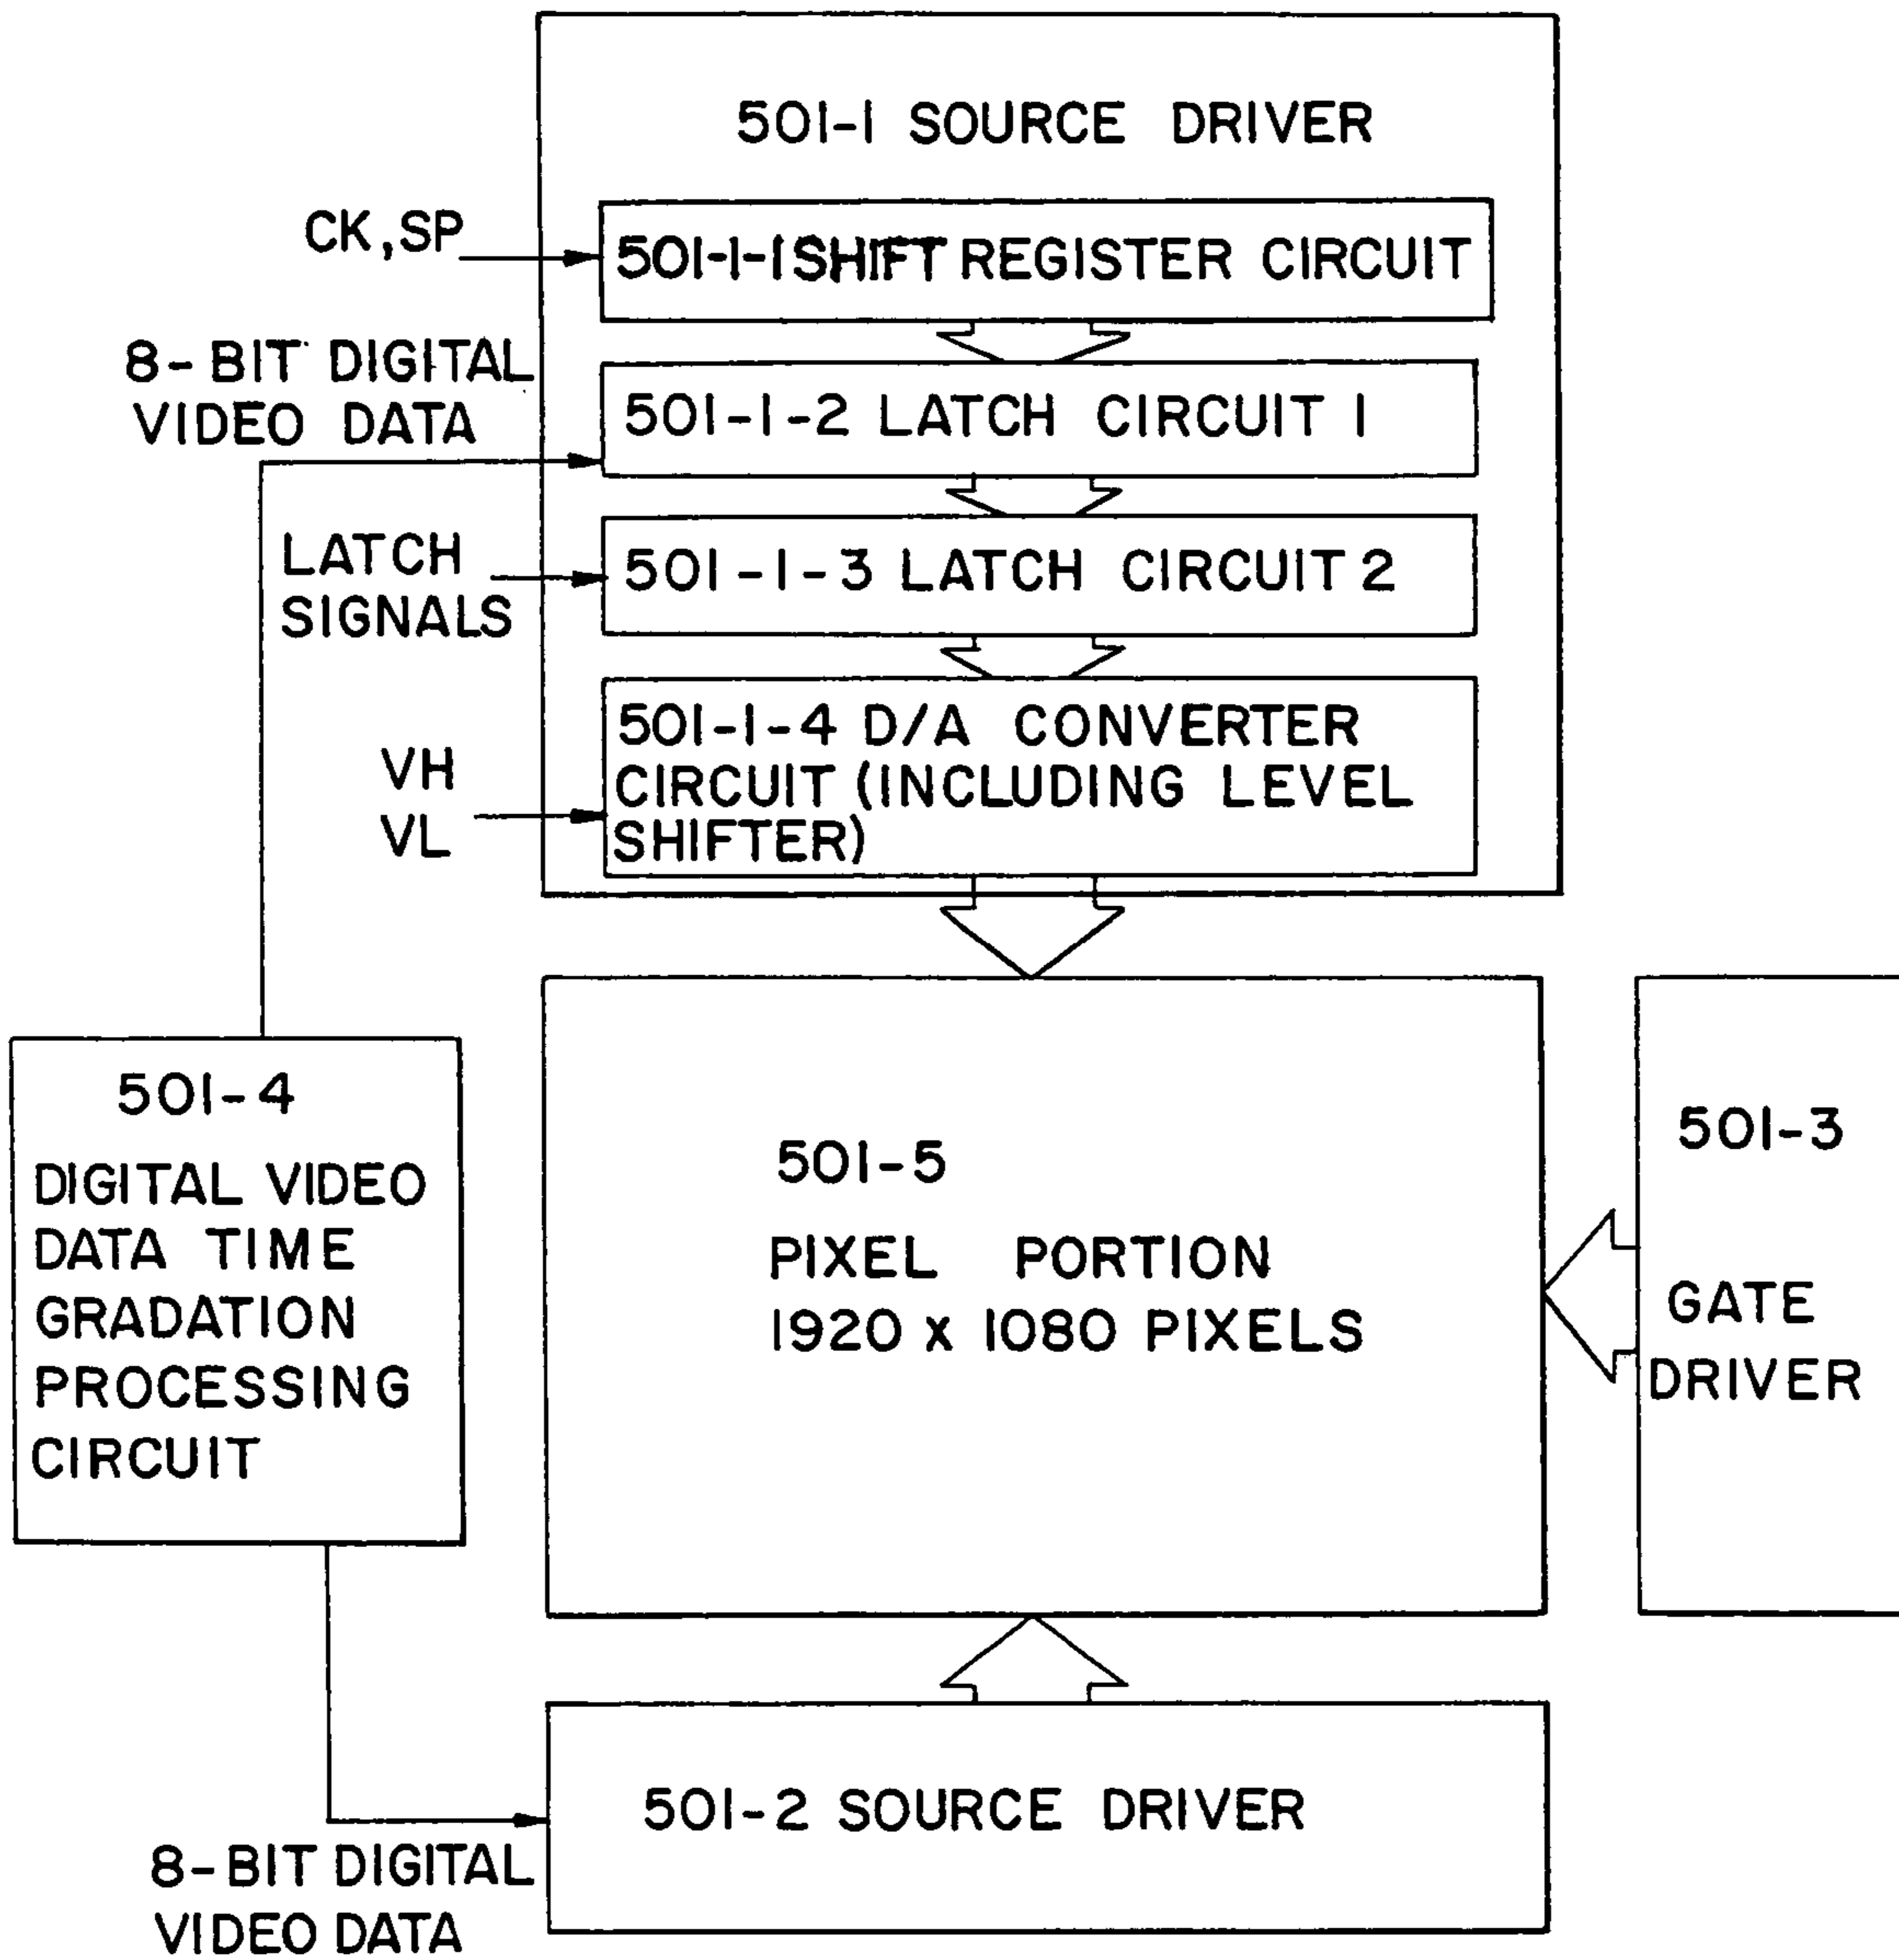 501-1 SOURCE DRIVER
CK,SP
501-1-1 SHIFT REGISTER CIRCUIT
8-BIT DIGITAL
VIDEO DATA
501-1-2 LATCH CIRCUIT 1
LATCH
SIGNALS
501-1-3 LATCH CIRCUIT 2
VH
VL
501-1-4 D/A CONVERTER
CIRCUIT (INCLUDING LEVEL
SHIFTER)
501-4
DIGITAL VIDEO
DATA TIME
GRADATION
PROCESSING
CIRCUIT
501-5
PIXEL PORTION
1920 x 1080 PIXELS
501-3
GATE
DRIVER
501-2 SOURCE DRIVER
8-BIT DIGITAL
VIDEO DATA